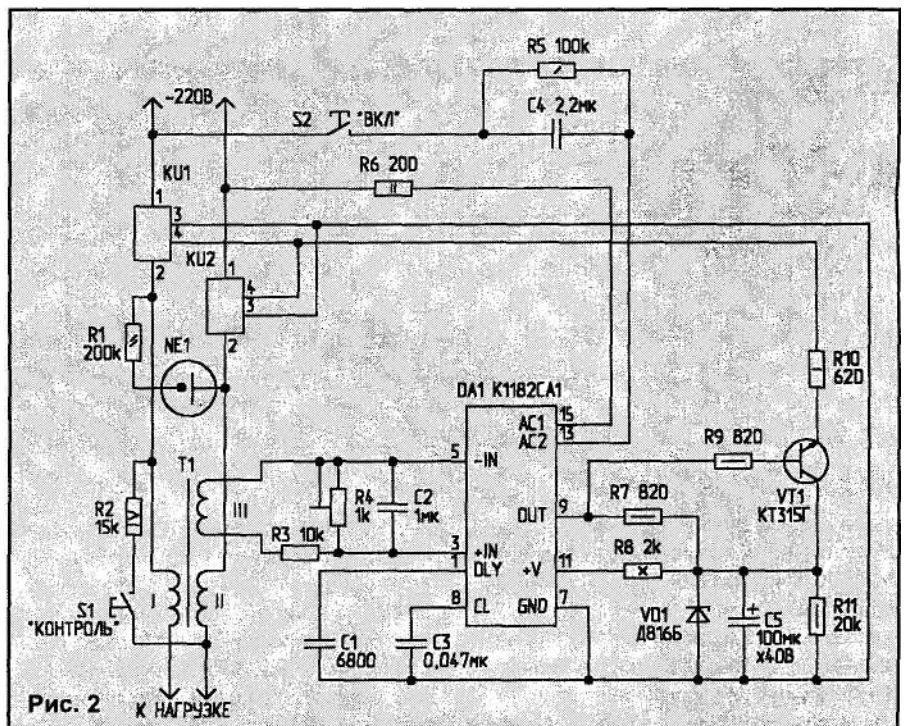 R5 100k
~220В
S2 "ВКЛ"
C4 2,2мк
R6 200
KU1
1
3
4
2
KU2
1
4
3
2
R1
200k
NE1
R10
620
DA1 К1182СА1
AC1 15
AC2 13
5 -IN
R9 820
T1
III
R4
1k
C2
1мк
OUT 9
R7 820
VT1
КТ315Г
R2
15k
R3 10k
3 +IN
1 DLY
+V 11
R8 2k
8 CL
GND 7
S1
"КОНТРОЛЬ"
I
II
C1
6800
C3
0,047мк
VD1
Д816Б
+
C5
100мк
x40В
R11
20k
Рис. 2
К НАГРУЗКЕ